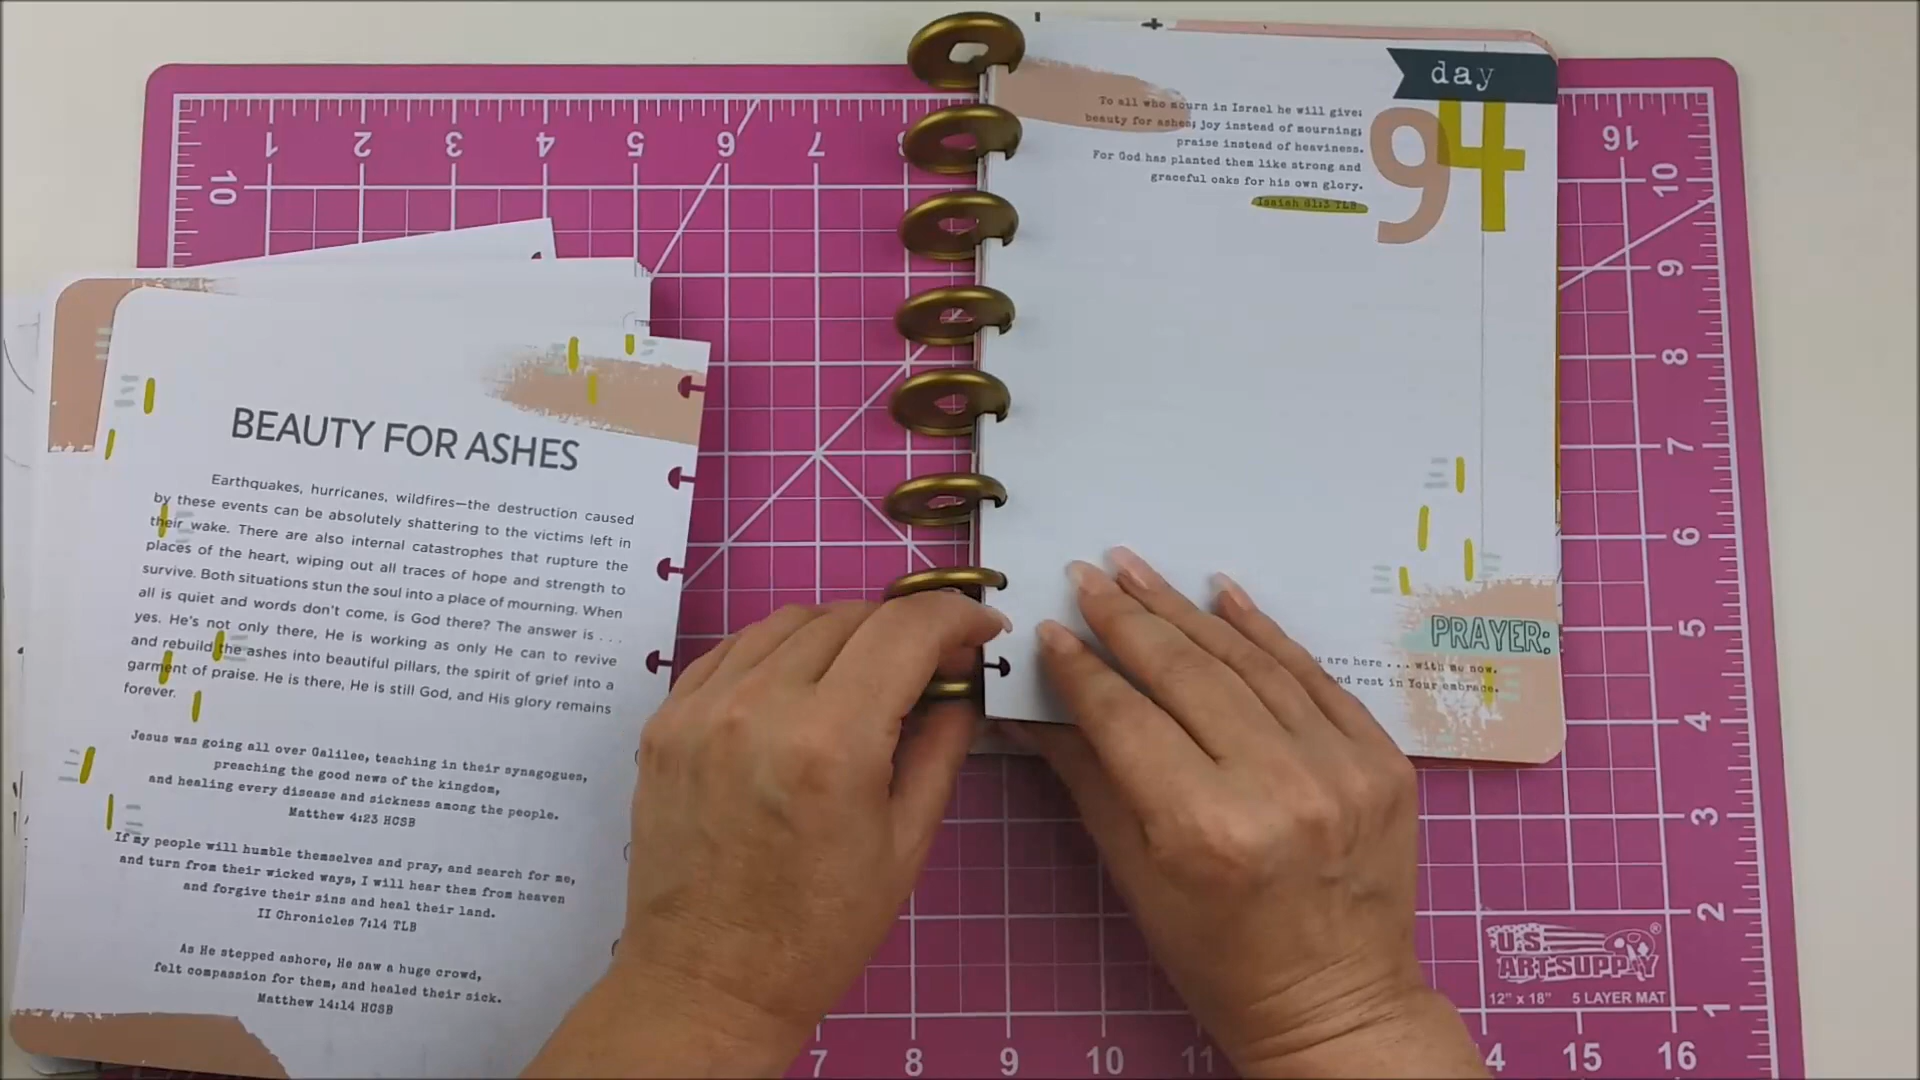 BEAUTY FOR ASHES
Earthquakes, hurricanes, wildfires—the destruction caused
by these events can be absolutely shattering to the victims left in
their wake. There are also internal catastrophes that rupture the
places of the heart, wiping out all traces of hope and strength to
survive. Both situations stun the soul into a place of mourning. When
all is quiet and words don't come, is God there? The answer is . . .
yes. He's not only there, He is working as only He can to revive
and rebuild the ashes into beautiful pillars, the spirit of grief into a
garment of praise. He is there, He is still God, and His glory remains
forever.
Jesus was going all over Galilee, teaching in their synagogues,
preaching the good news of the kingdom,
and healing every disease and sickness among the people.
Matthew 4:23 HCSB
If my people will humble themselves and pray, and search for me,
and turn from their wicked ways, I will hear them from heaven
and forgive their sins and heal their land.
II Chronicles 7:14 TLB
As He stepped ashore, He saw a huge crowd,
felt compassion for them, and healed their sick.
Matthew 14:14 HCSB
day
94
To all who mourn in Israel he will give:
beauty for ashes; joy instead of mourning;
praise instead of heaviness.
For God has planted them like strong and
graceful oaks for his own glory.
Isaiah 61:3 TLB
PRAYER:
are here . . . with me now.
rest in Your embrace.
1 2 3 4 5 6 7 8 16
10 10
9
8
7
6
5
4
3
2
1
7 8 9 10 11 14 15 16
U.S.
ART SUPPLY®
12" x 18" 5 LAYER MAT